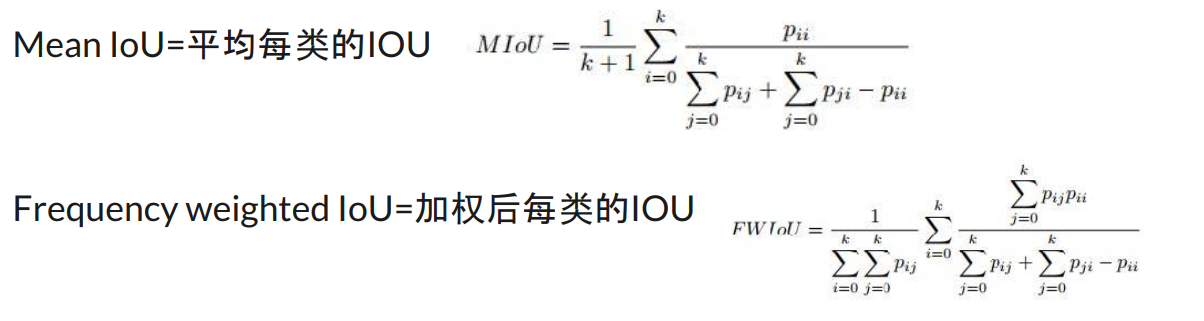 Mean IoU=平均每类的IOU MIoU = \frac{1}{k+1} \sum_{i=0}^{k} \frac{p_{ii}}{\sum_{j=0}^{k} p_{ij} + \sum_{j=0}^{k} p_{ji} - p_{ii}}
Frequency weighted IoU=加权后每类的IOU FWIoU = \frac{1}{\sum_{i=0}^{k} \sum_{j=0}^{k} p_{ij}} \sum_{i=0}^{k} \frac{\sum_{j=0}^{k} p_{ij} p_{ii}}{\sum_{j=0}^{k} p_{ij} + \sum_{j=0}^{k} p_{ji} - p_{ii}}